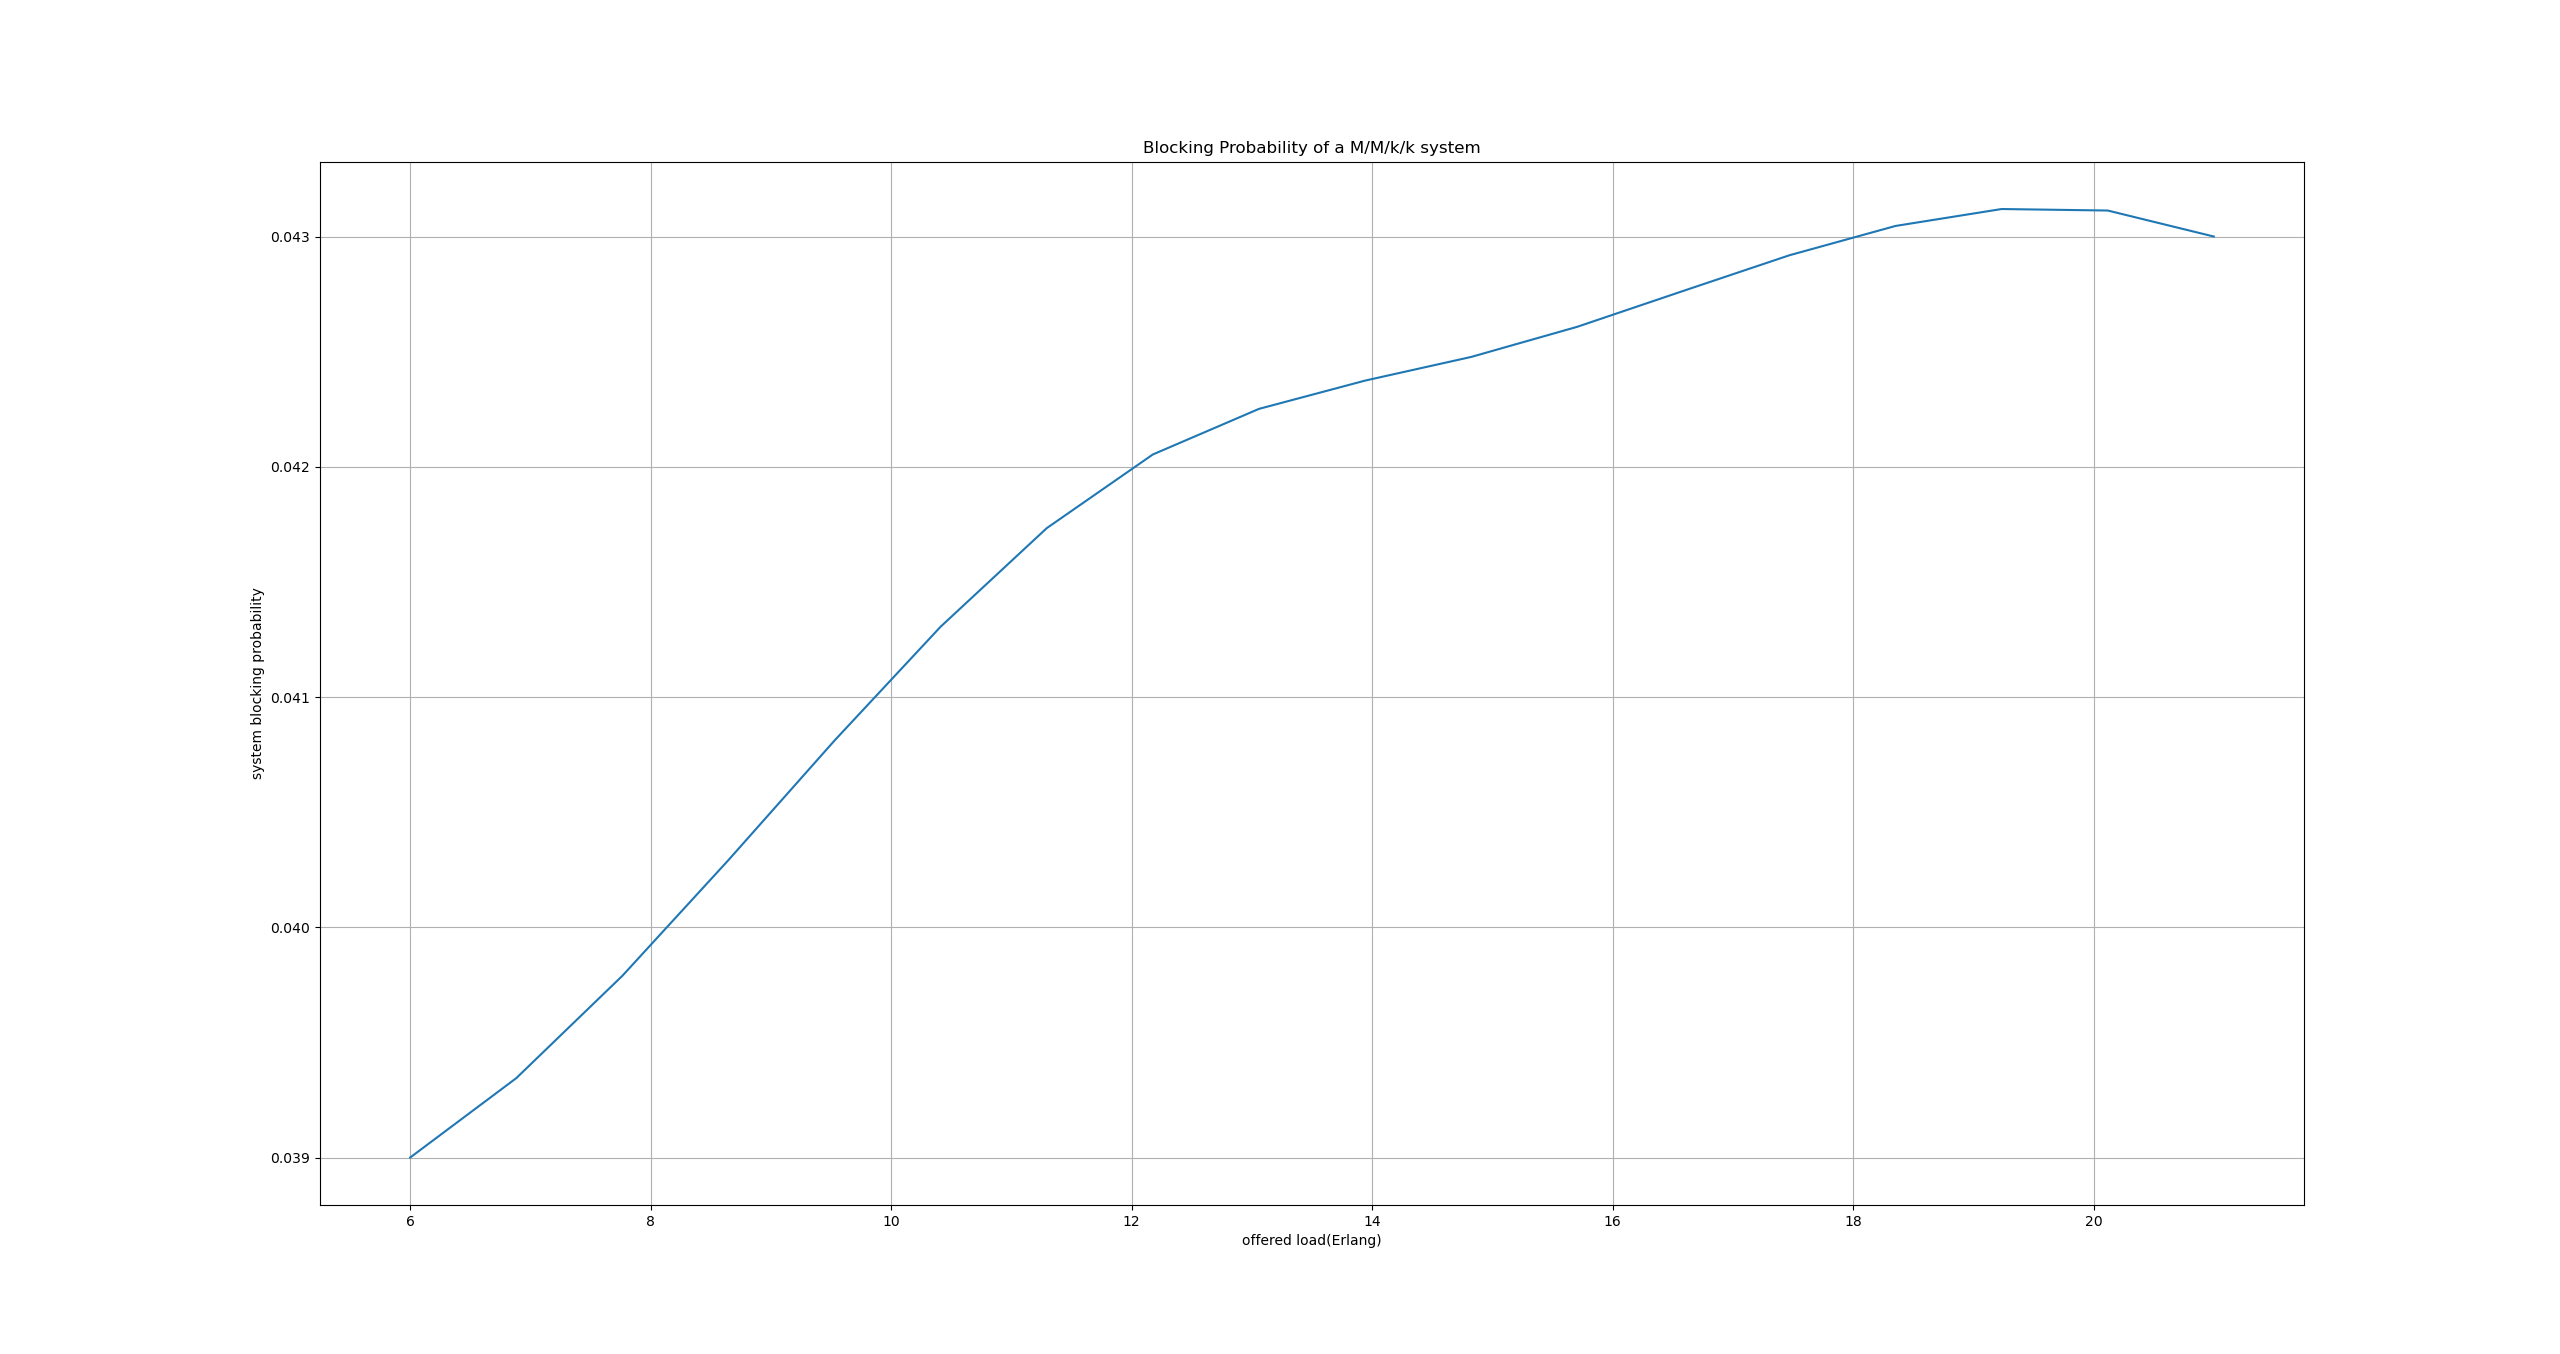 Blocking Probability of a M/M/k/k system
system blocking probability
0.043
0.042
0.041
0.040
0.039
6 8 10 12 14 16 18 20
offered load(Erlang)